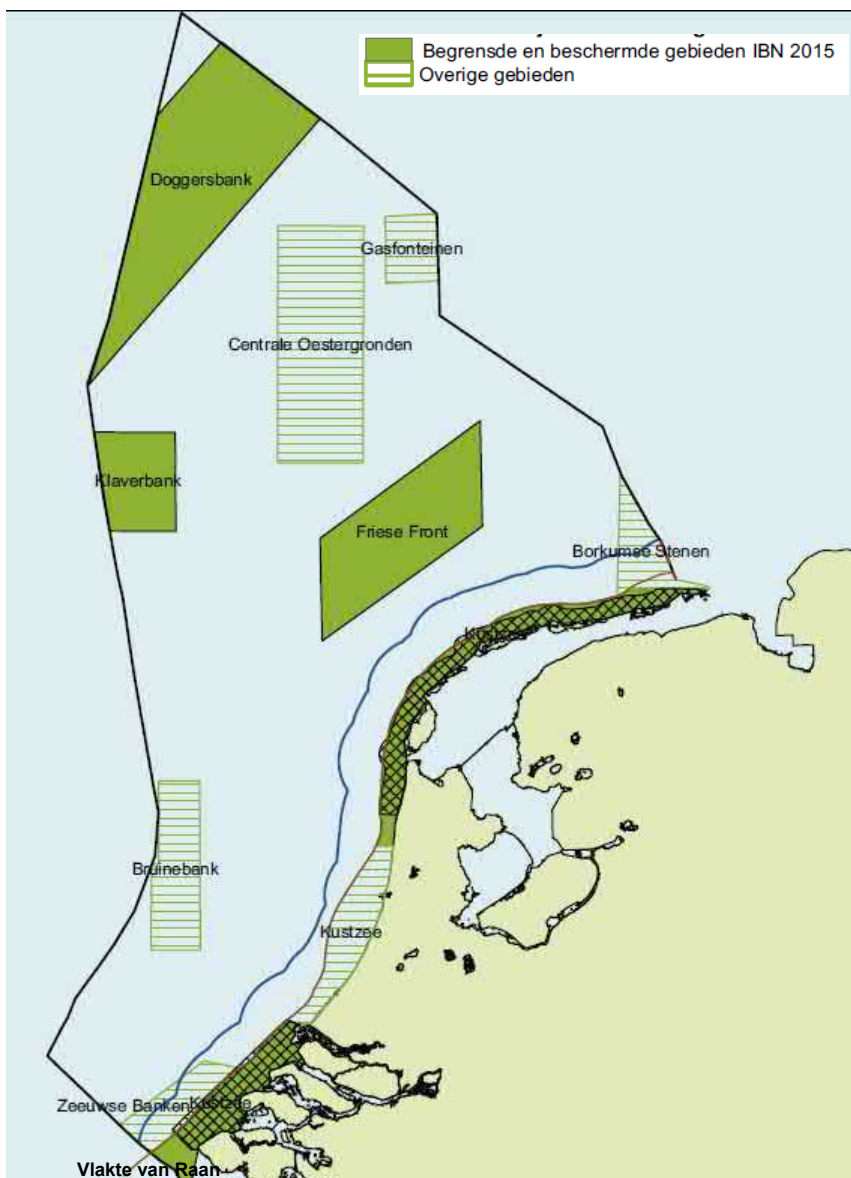 Begrensde en beschermde gebieden IBN 2015
Overige gebieden
Doggersbank
Gasfonteinen
Centrale Oestergronden
Klaverbank
Friese Front
Borkumse Stenen
Bruinebank
Kustzee
Zeeuwse Banken
Kustzee
Vlakte van Raan